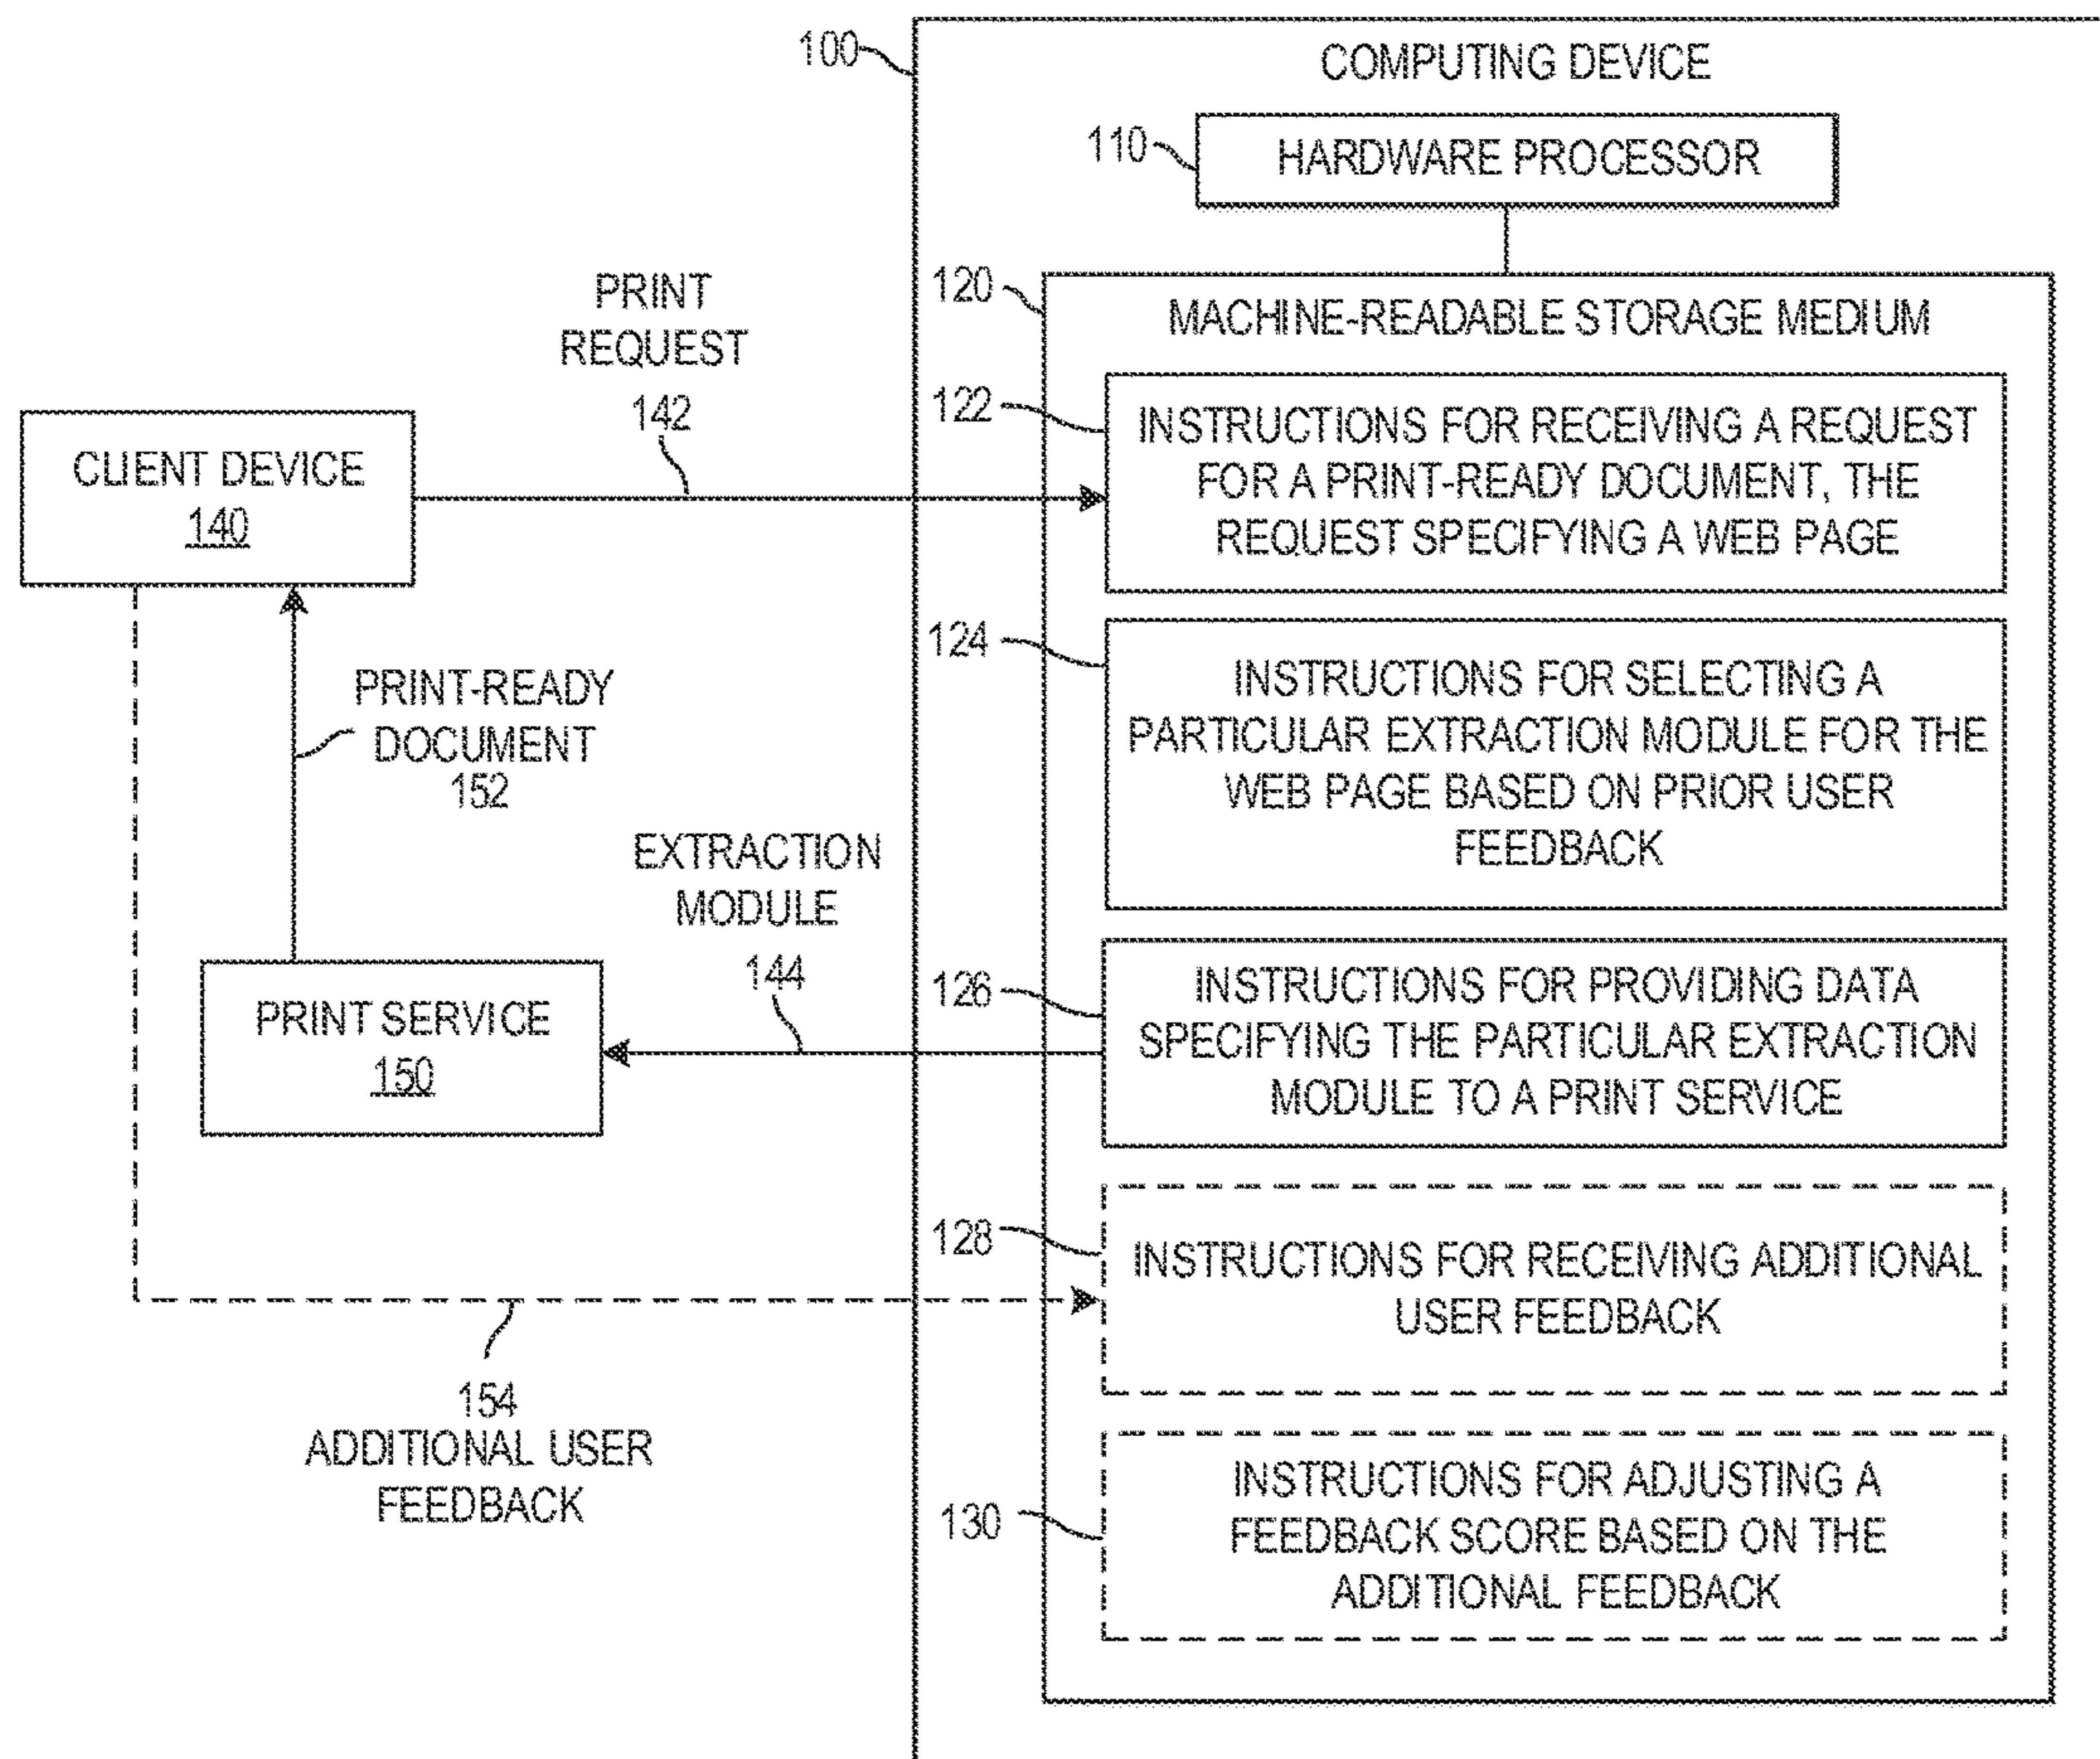 100
COMPUTING DEVICE
110
HARDWARE PROCESSOR
120
MACHINE-READABLE STORAGE MEDIUM
PRINT
REQUEST
142
122
INSTRUCTIONS FOR RECEIVING A REQUEST
FOR A PRINT-READY DOCUMENT, THE
REQUEST SPECIFYING A WEB PAGE
CLIENT DEVICE
140
124
INSTRUCTIONS FOR SELECTING A
PARTICULAR EXTRACTION MODULE FOR THE
WEB PAGE BASED ON PRIOR USER
FEEDBACK
PRINT-READY
DOCUMENT
152
EXTRACTION
MODULE
144
126
INSTRUCTIONS FOR PROVIDING DATA
SPECIFYING THE PARTICULAR EXTRACTION
MODULE TO A PRINT SERVICE
PRINT SERVICE
150
128
INSTRUCTIONS FOR RECEIVING ADDITIONAL
USER FEEDBACK
154
ADDITIONAL USER
FEEDBACK
130
INSTRUCTIONS FOR ADJUSTING A
FEEDBACK SCORE BASED ON THE
ADDITIONAL FEEDBACK